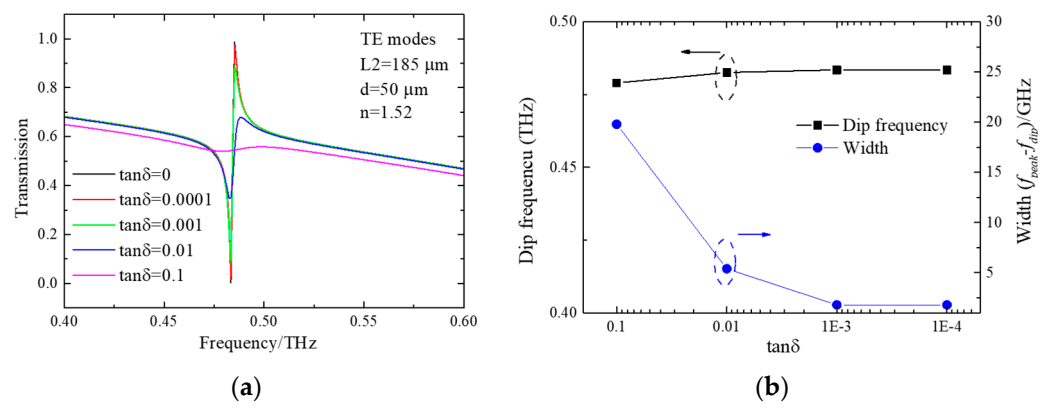 1.0
0.8
0.6
0.4
0.2
0.0
Transmission
TE modes
L2=185 μm
d=50 μm
n=1.52
tanδ=0
tanδ=0.0001
tanδ=0.001
tanδ=0.01
tanδ=0.1
0.40 0.45 0.50 0.55 0.60
Frequency/THz
(a)
0.50
0.45
0.40
Dip frequencu (THz)
Dip frequency
Width
30
25
20
15
10
5
Width (fpeak-fdip)/GHz
0.1 0.01 1E-3 1E-4
tanδ
(b)